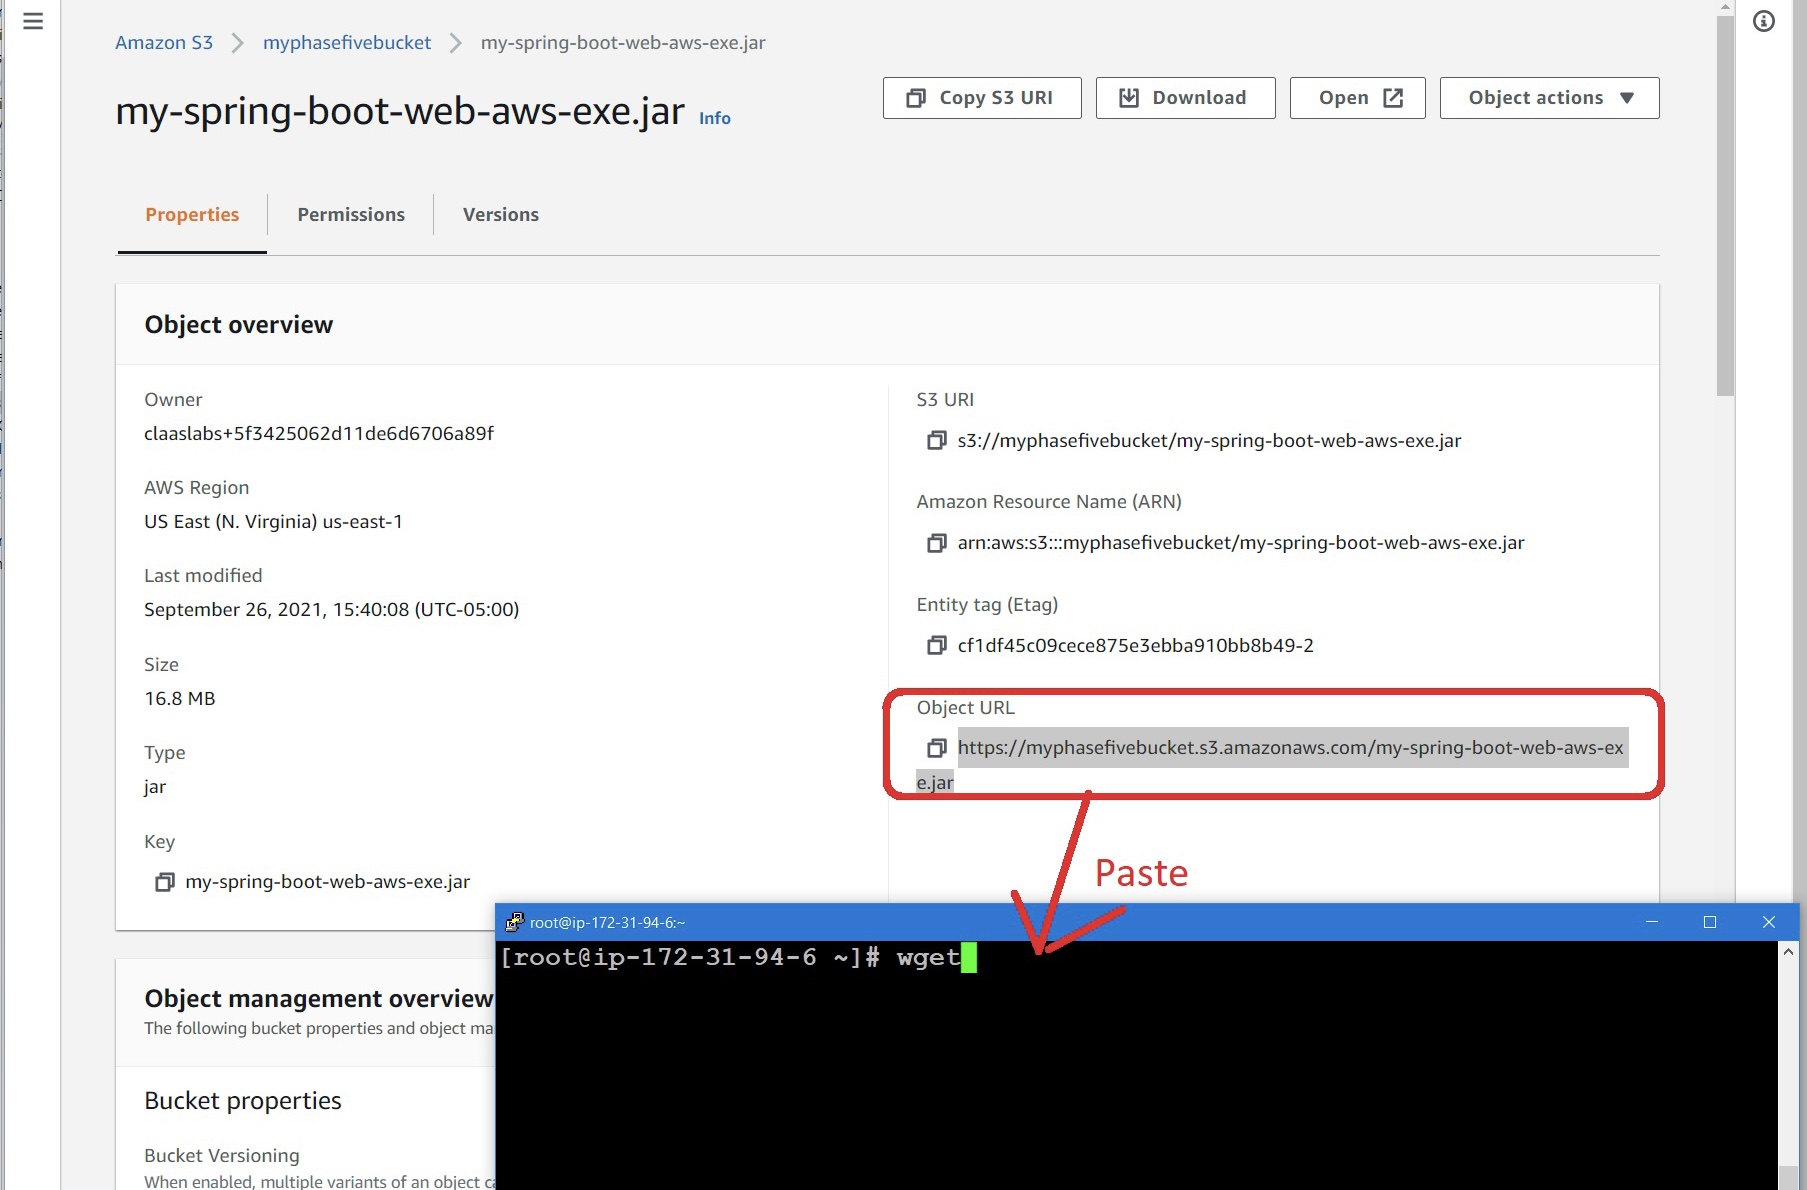 Amazon S3 > myphasefivebucket > my-spring-boot-web-aws-exe.jar
my-spring-boot-web-aws-exe.jar Info
Copy S3 URI
Download
Open
Object actions
Properties
Permissions
Versions
Object overview
Owner
claaslabs+5f3425062d11de6d6706a89f
AWS Region
US East (N. Virginia) us-east-1
Last modified
September 26, 2021, 15:40:08 (UTC-05:00)
Size
16.8 MB
Type
jar
Key
my-spring-boot-web-aws-exe.jar
S3 URI
s3://myphasefivebucket/my-spring-boot-web-aws-exe.jar
Amazon Resource Name (ARN)
arn:aws:s3:::myphasefivebucket/my-spring-boot-web-aws-exe.jar
Entity tag (Etag)
cf1df45c09cece875e3ebba910bb8b49-2
Object URL
https://myphasefivebucket.s3.amazonaws.com/my-spring-boot-web-aws-ex
e.jar
Paste
root@ip-172-31-94-6:~
[root@ip-172-31-94-6 ~]# wget
Object management overview
The following bucket properties and object ma
Bucket properties
Bucket Versioning
When enabled, multiple variants of an object ca